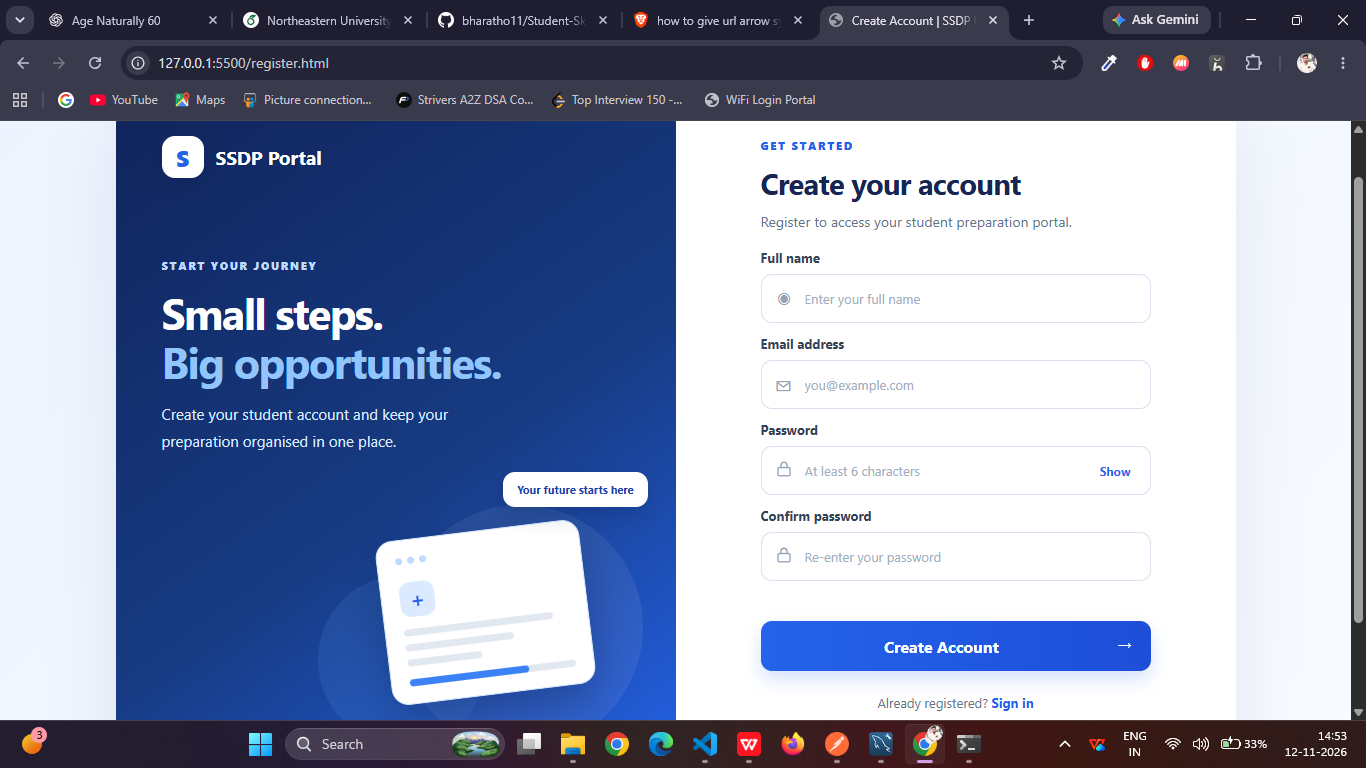 Age Naturally 60
Northeastern University
bharatho11/Student-Sk
how to give url arrow sy
Create Account | SSDP
Ask Gemini
127.0.0.1:5500/register.html
YouTube
Maps
Picture connection...
Strivers A2Z DSA Co...
Top Interview 150 -...
WiFi Login Portal
S
SSDP Portal
START YOUR JOURNEY
Small steps.
Big opportunities.
Create your student account and keep your
preparation organised in one place.
Your future starts here
+
GET STARTED
Create your account
Register to access your student preparation portal.
Full name
Enter your full name
Email address
you@example.com
Password
At least 6 characters
Show
Confirm password
Re-enter your password
Create Account →
Already registered? Sign in
3
Search
ENG
IN
33%
14:53
12-11-2026